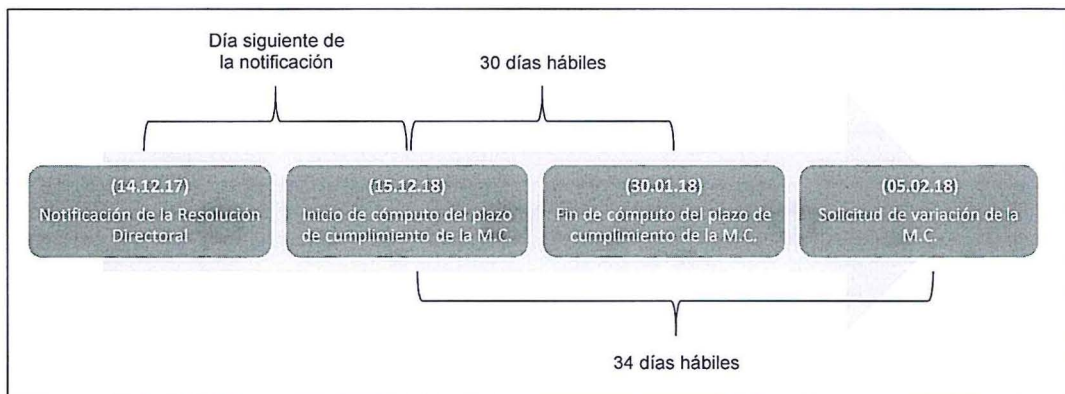 Día siguiente de
la notificación
30 días hábiles
(14.12.17)
Notificación de la Resolución
Directoral
(15.12.18)
Inicio de cómputo del plazo
de cumplimiento de la M.C.
(30.01.18)
Fin de cómputo del plazo de
cumplimiento de la M.C.
(05.02.18)
Solicitud de variación de la
M.C.
34 días hábiles